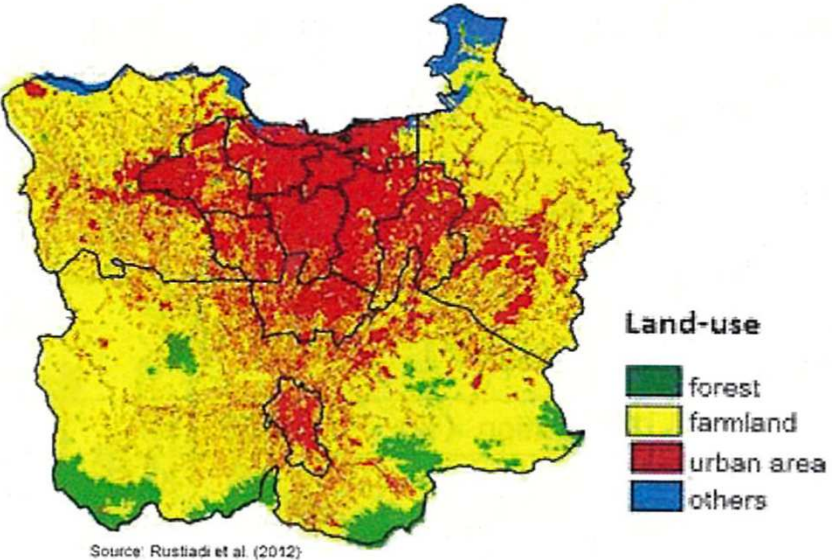 Land-use
forest
farmland
urban area
others
Source: Rustiadi et al. (2012)